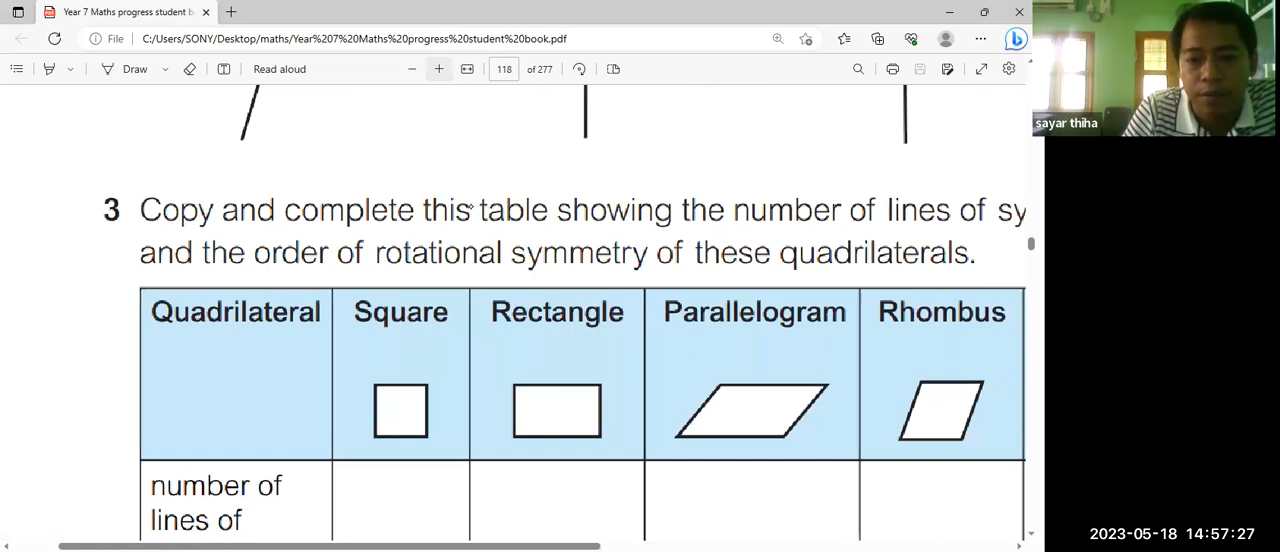 Year 7 Maths progress student b
File
C:/Users/SONY/Desktop/maths/Year%207%20Maths%20progress%20student%20book.pdf
Draw
Read aloud
118
of 277
sayar thiha
3 Copy and complete this table showing the number of lines of sy
and the order of rotational symmetry of these quadrilaterals.
Quadrilateral Square Rectangle Parallelogram Rhombus
number of
lines of
2023-05-18 14:57:27